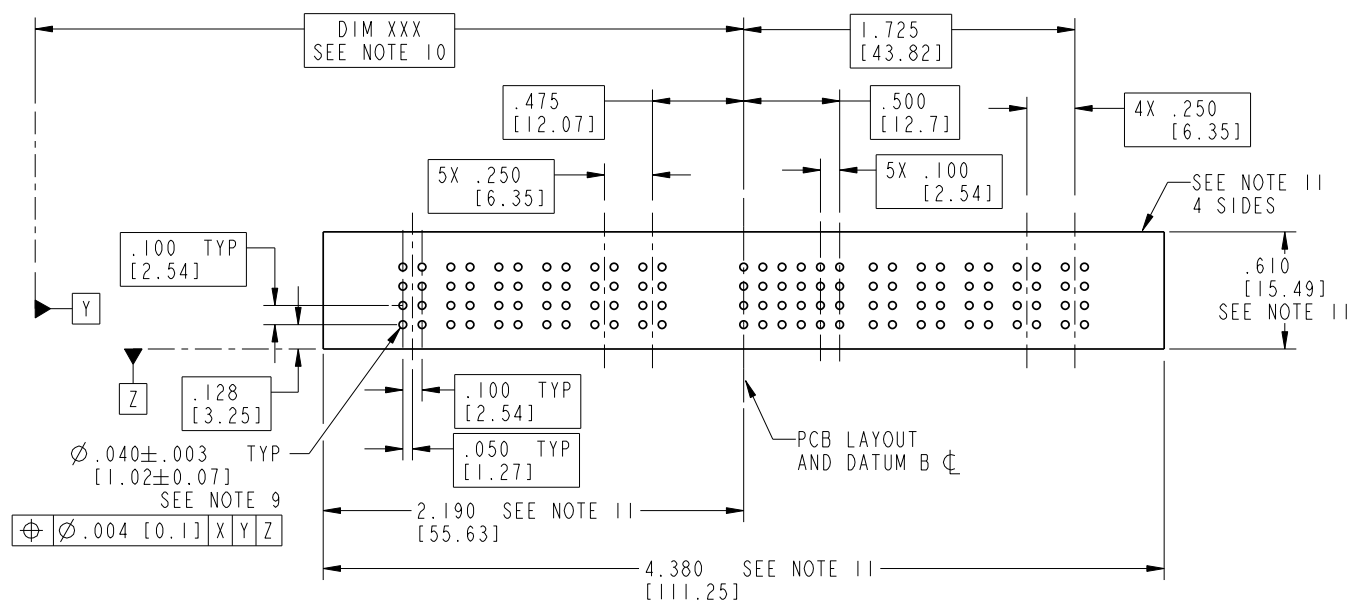 DIM XXX
SEE NOTE 10
1.725
[43.82]
.475
[12.07]
.500
[12.7]
4X .250
[6.35]
5X .250
[6.35]
5X .100
[2.54]
SEE NOTE 11
4 SIDES
.100 TYP
[2.54]
.610
[15.49]
SEE NOTE 11
Y
Z
.128
[3.25]
.100 TYP
[2.54]
.050 TYP
[1.27]
PCB LAYOUT
AND DATUM B ℄
Ø.040±.003 TYP
[1.02±0.07]
SEE NOTE 9
⌖ Ø.004 [0.1] X Y Z
2.190 SEE NOTE 11
[55.63]
4.380 SEE NOTE 11
[111.25]